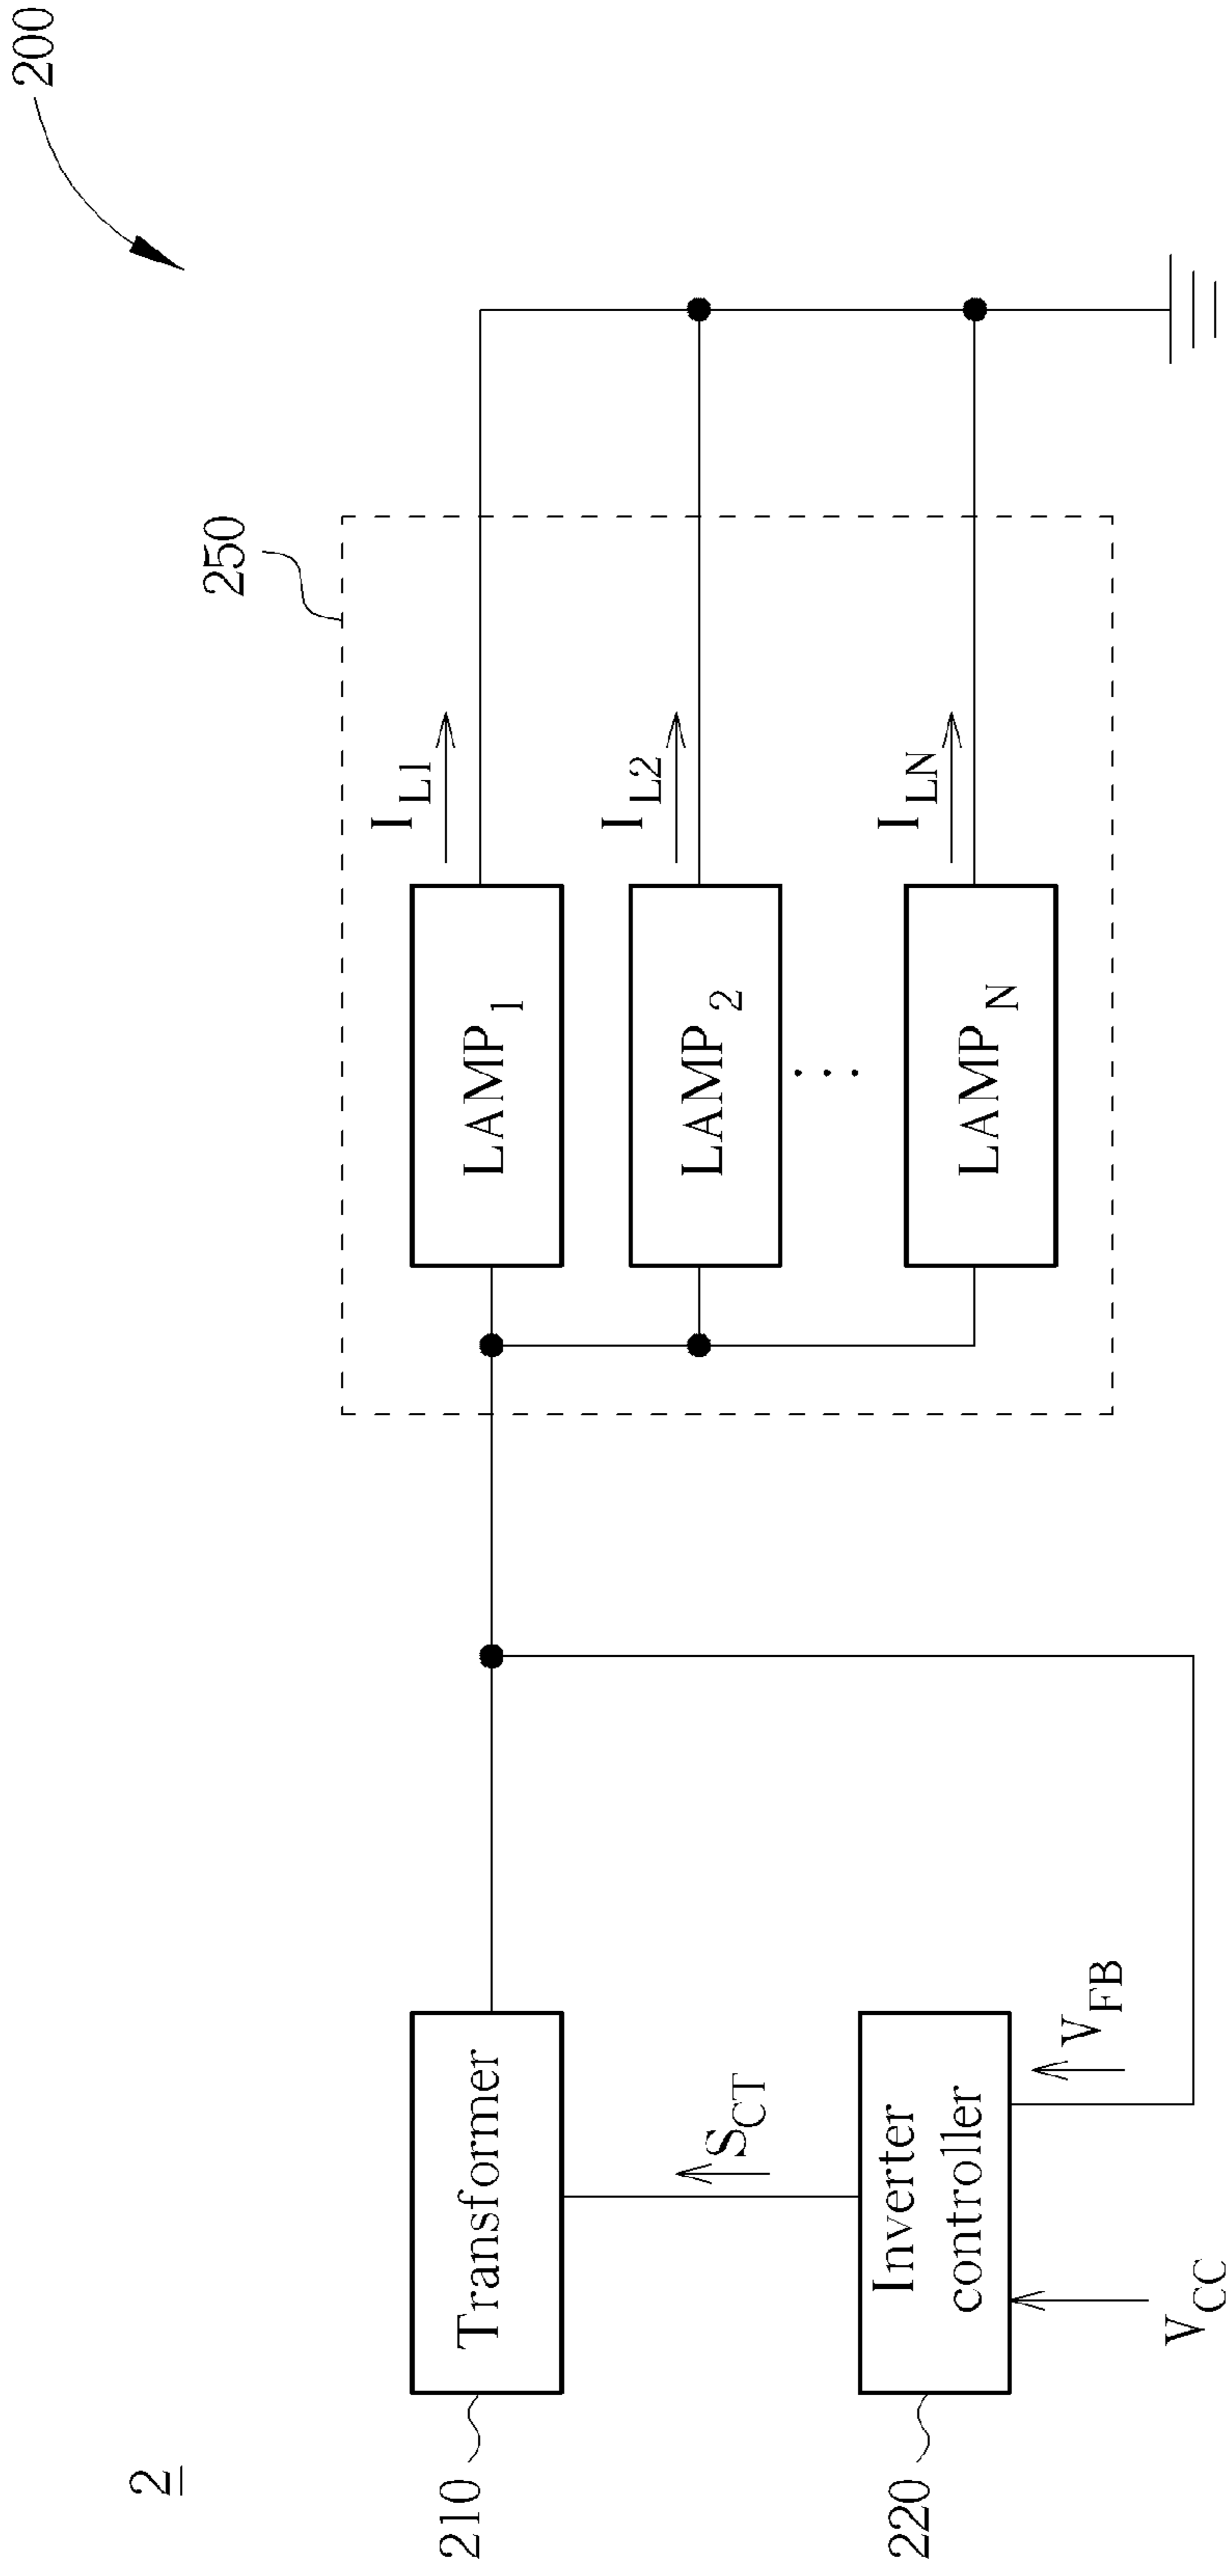 2
200
250
210
Transformer
S_CT
220
Inverter
controller
V_FB
V_CC
LAMP_1
I_L1
LAMP_2
I_L2
...
LAMP_N
I_LN